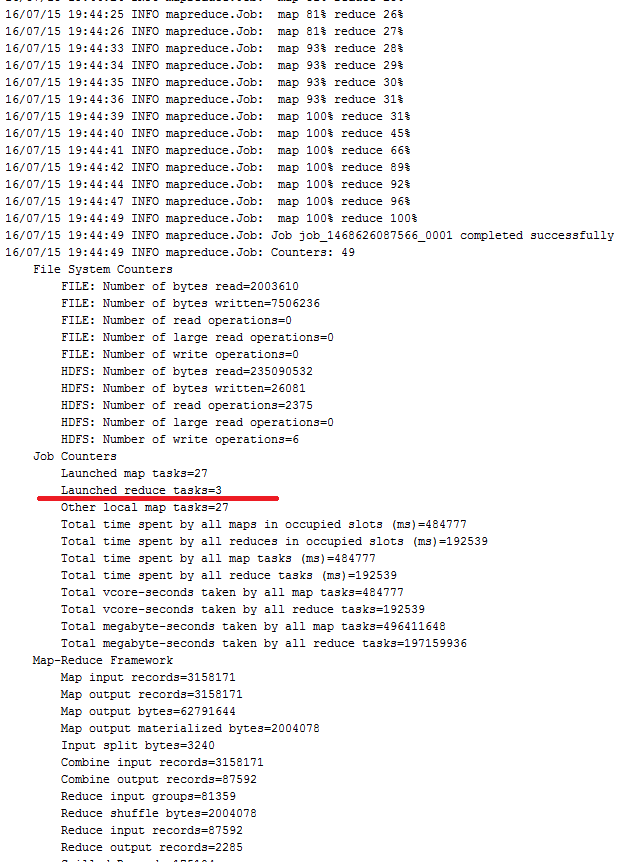 16/07/15 19:44:25 INFO mapreduce.Job:  map 81% reduce 26%
16/07/15 19:44:26 INFO mapreduce.Job:  map 81% reduce 27%
16/07/15 19:44:33 INFO mapreduce.Job:  map 93% reduce 28%
16/07/15 19:44:34 INFO mapreduce.Job:  map 93% reduce 29%
16/07/15 19:44:35 INFO mapreduce.Job:  map 93% reduce 30%
16/07/15 19:44:36 INFO mapreduce.Job:  map 93% reduce 31%
16/07/15 19:44:39 INFO mapreduce.Job:  map 100% reduce 31%
16/07/15 19:44:40 INFO mapreduce.Job:  map 100% reduce 45%
16/07/15 19:44:41 INFO mapreduce.Job:  map 100% reduce 66%
16/07/15 19:44:42 INFO mapreduce.Job:  map 100% reduce 89%
16/07/15 19:44:44 INFO mapreduce.Job:  map 100% reduce 92%
16/07/15 19:44:47 INFO mapreduce.Job:  map 100% reduce 96%
16/07/15 19:44:49 INFO mapreduce.Job:  map 100% reduce 100%
16/07/15 19:44:49 INFO mapreduce.Job: Job job_1468626087566_0001 completed successfully
16/07/15 19:44:49 INFO mapreduce.Job: Counters: 49
File System Counters
FILE: Number of bytes read=2003610
FILE: Number of bytes written=7506236
FILE: Number of read operations=0
FILE: Number of large read operations=0
FILE: Number of write operations=0
HDFS: Number of bytes read=235090532
HDFS: Number of bytes written=26081
HDFS: Number of read operations=2375
HDFS: Number of large read operations=0
HDFS: Number of write operations=6
Job Counters
Launched map tasks=27
Launched reduce tasks=3
Other local map tasks=27
Total time spent by all maps in occupied slots (ms)=484777
Total time spent by all reduces in occupied slots (ms)=192539
Total time spent by all map tasks (ms)=484777
Total time spent by all reduce tasks (ms)=192539
Total vcore-seconds taken by all map tasks=484777
Total vcore-seconds taken by all reduce tasks=192539
Total megabyte-seconds taken by all map tasks=496411648
Total megabyte-seconds taken by all reduce tasks=197159936
Map-Reduce Framework
Map input records=3158171
Map output records=3158171
Map output bytes=62791644
Map output materialized bytes=2004078
Input split bytes=3240
Combine input records=3158171
Combine output records=87592
Reduce input groups=81359
Reduce shuffle bytes=2004078
Reduce input records=87592
Reduce output records=2285